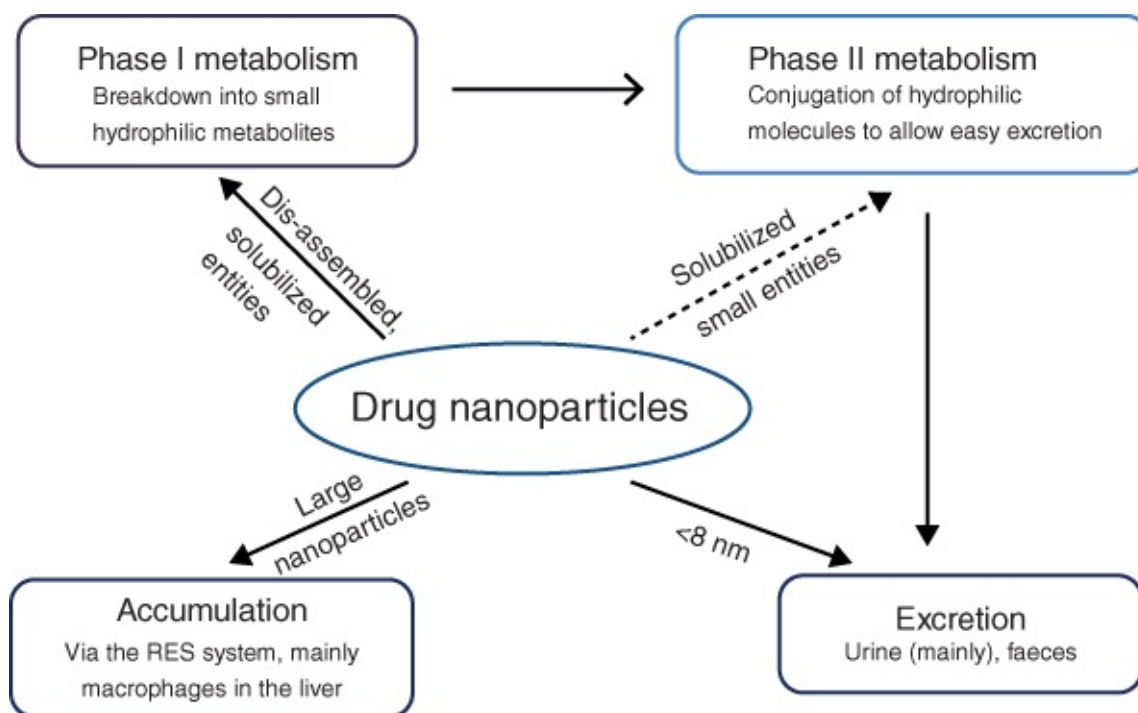 Phase I metabolism
Breakdown into small
hydrophilic metabolites
Phase II metabolism
Conjugation of hydrophilic
molecules to allow easy excretion
Dis-assembled,
solubilized
entities
Solubilized
small entities
Drug nanoparticles
Large
nanoparticles
<8 nm
Accumulation
Via the RES system, mainly
macrophages in the liver
Excretion
Urine (mainly), faeces